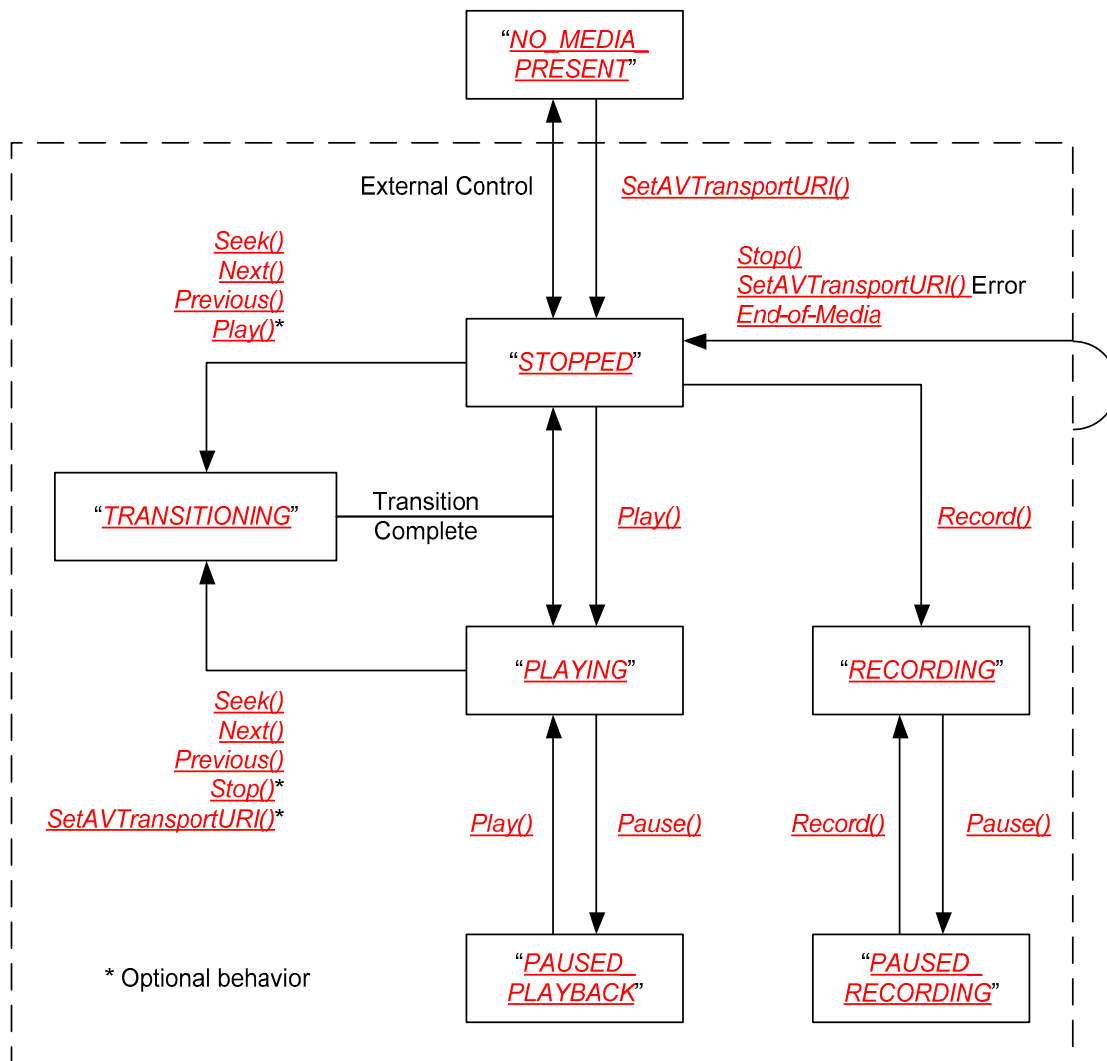 “NO_MEDIA_
PRESENT”
External Control
SetAVTransportURI()
Seek()
Next()
Previous()
Play()*
Stop()
SetAVTransportURI() Error
End-of-Media
“STOPPED”
“TRANSITIONING”
Transition
Complete
Play()
Record()
“PLAYING”
“RECORDING”
Seek()
Next()
Previous()
Stop()*
SetAVTransportURI()*
Play()
Pause()
Record()
Pause()
* Optional behavior
“PAUSED_
PLAYBACK”
“PAUSED_
RECORDING”